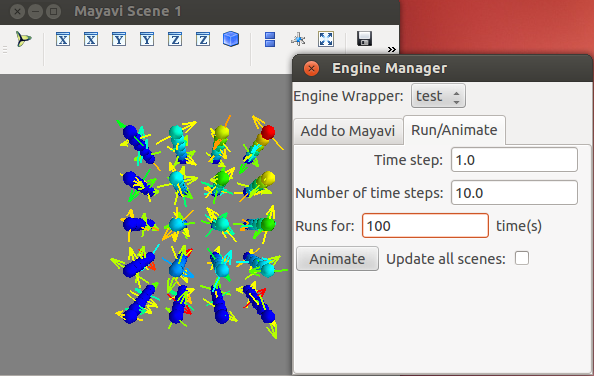 Mayavi Scene 1
X X Y Y Z Z
»
Engine Manager
Engine Wrapper: test
Add to Mayavi Run/Animate
Time step: 1.0
Number of time steps: 10.0
Runs for: 100 time(s)
Animate Update all scenes: